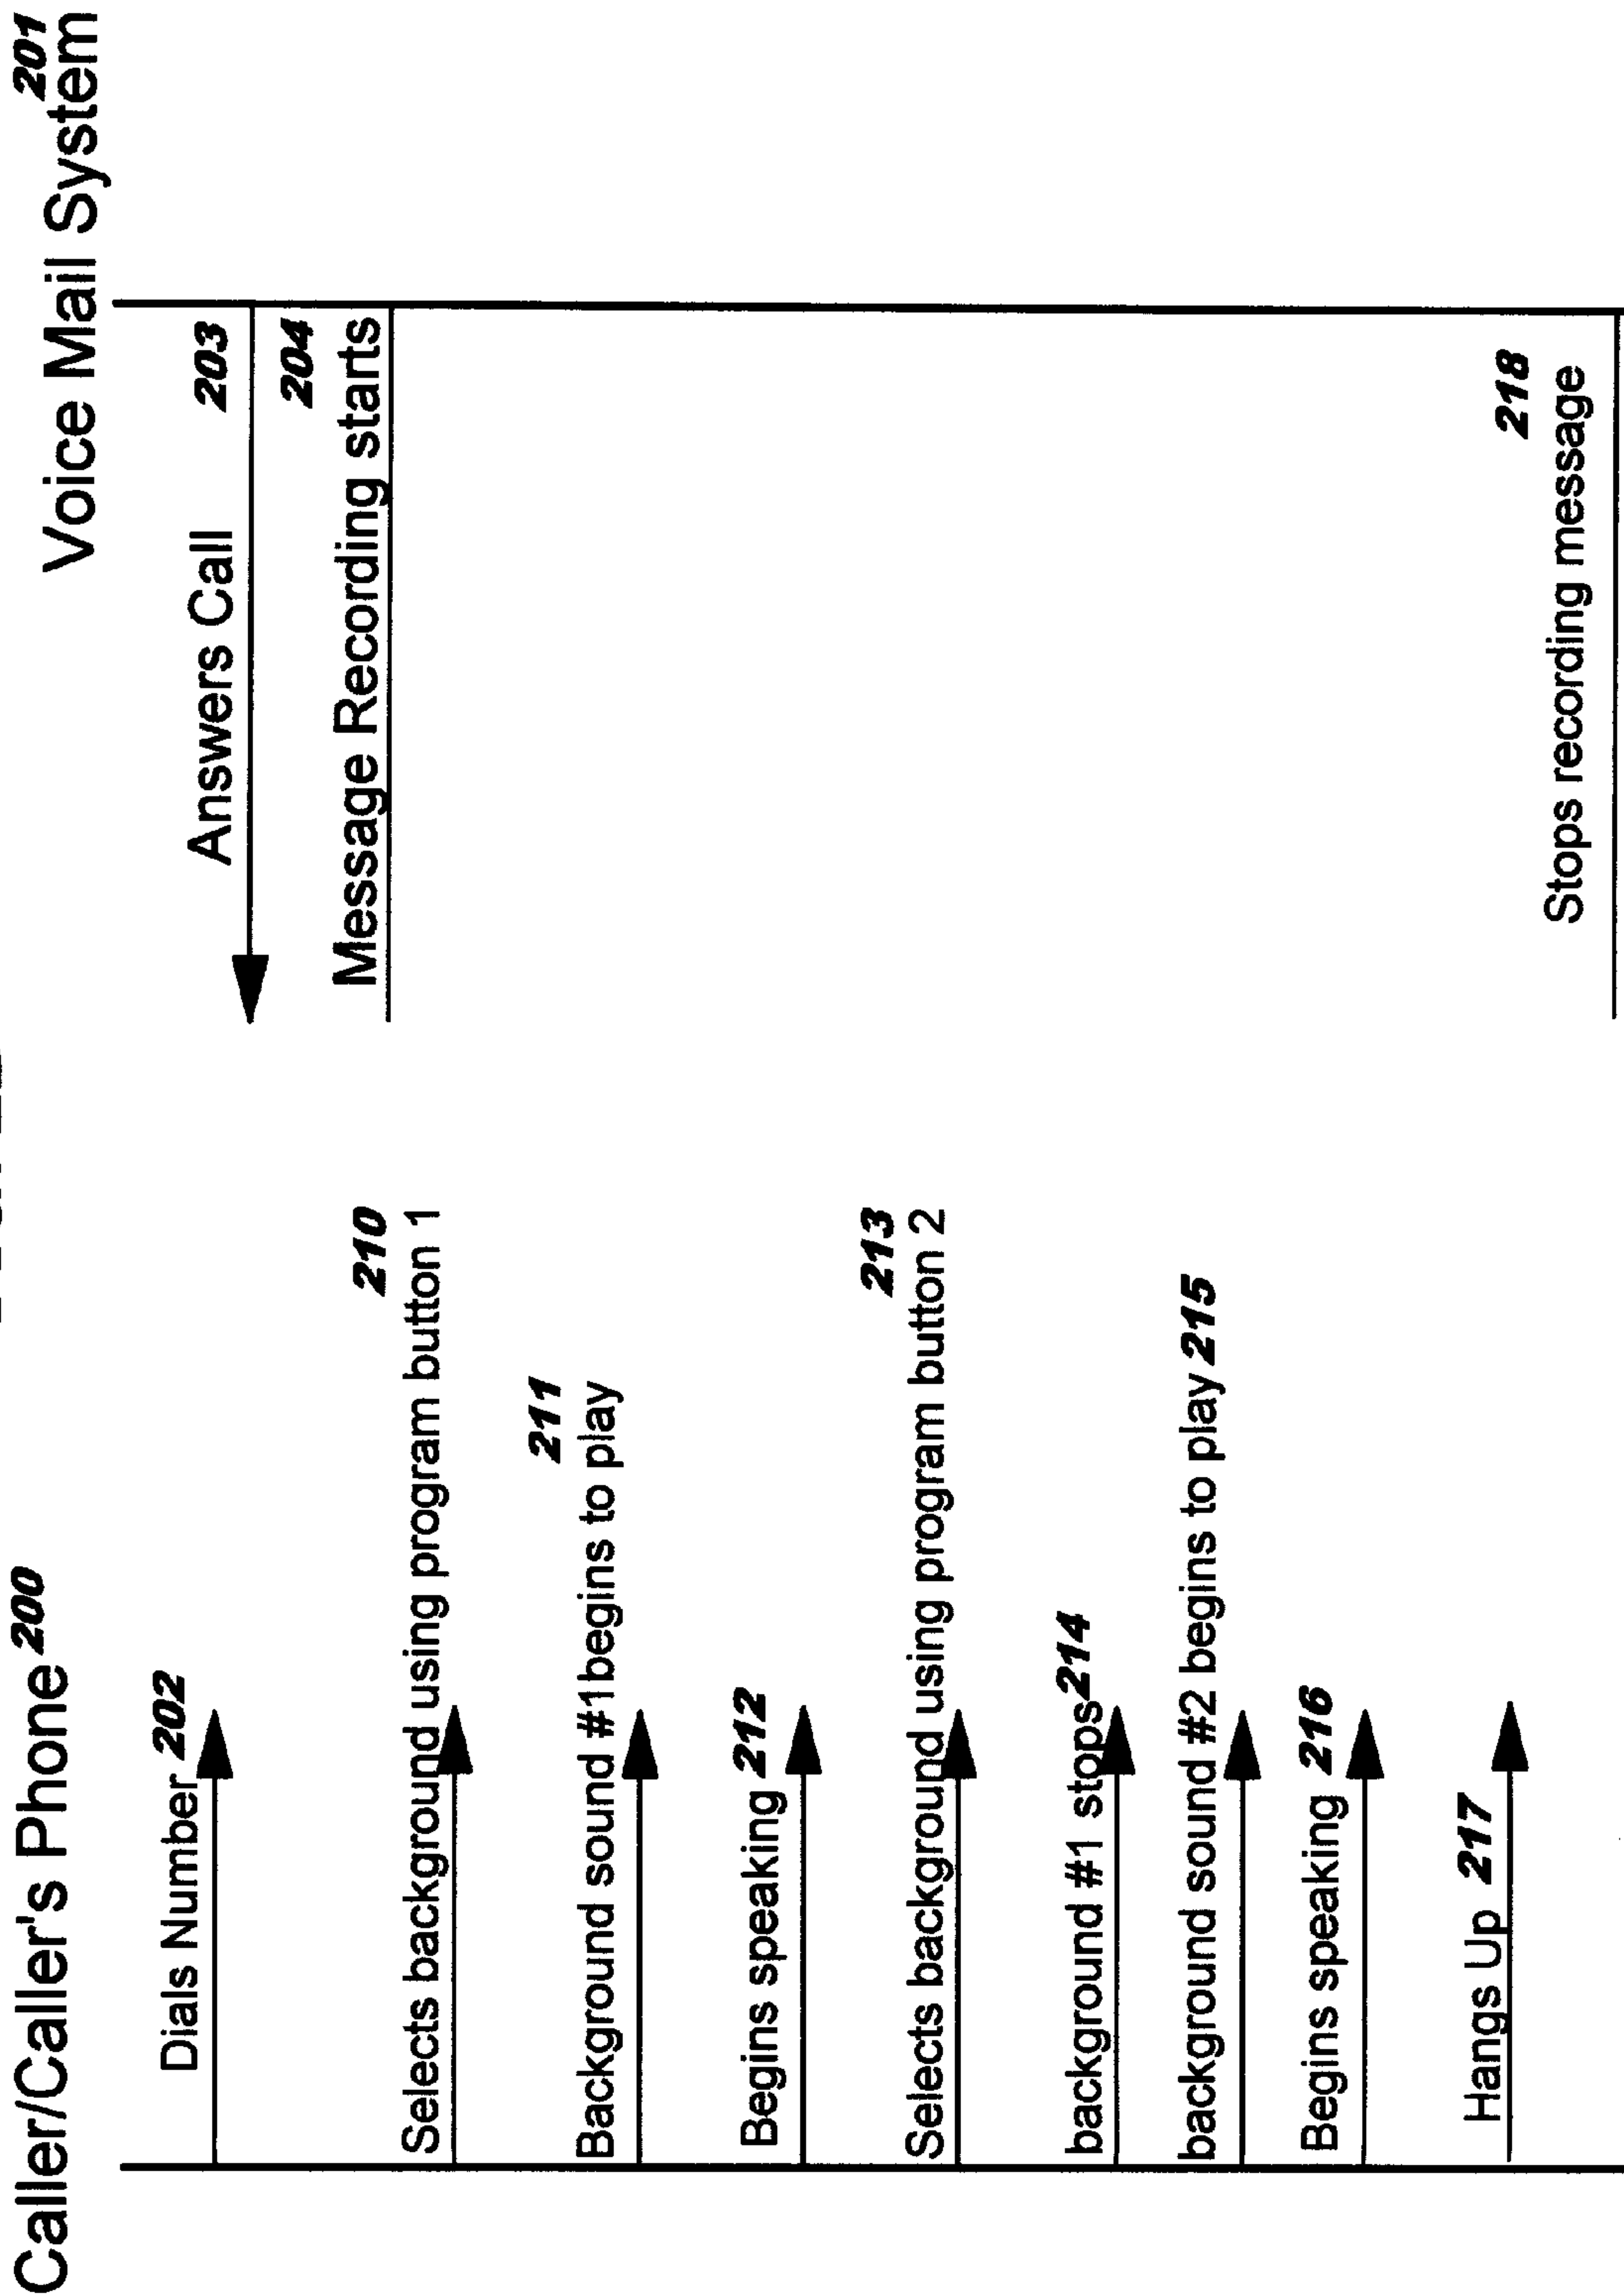 Caller/Caller's Phone 200
Voice Mail System 201
Dials Number 202
Answers Call 203
204
Message Recording starts
210
Selects background using program button 1
211
Background sound #1begins to play
Begins speaking 212
213
Selects background using program button 2
background #1 stops 214
background sound #2 begins to play 215
Begins speaking 216
Hangs Up 217
218
Stops recording message